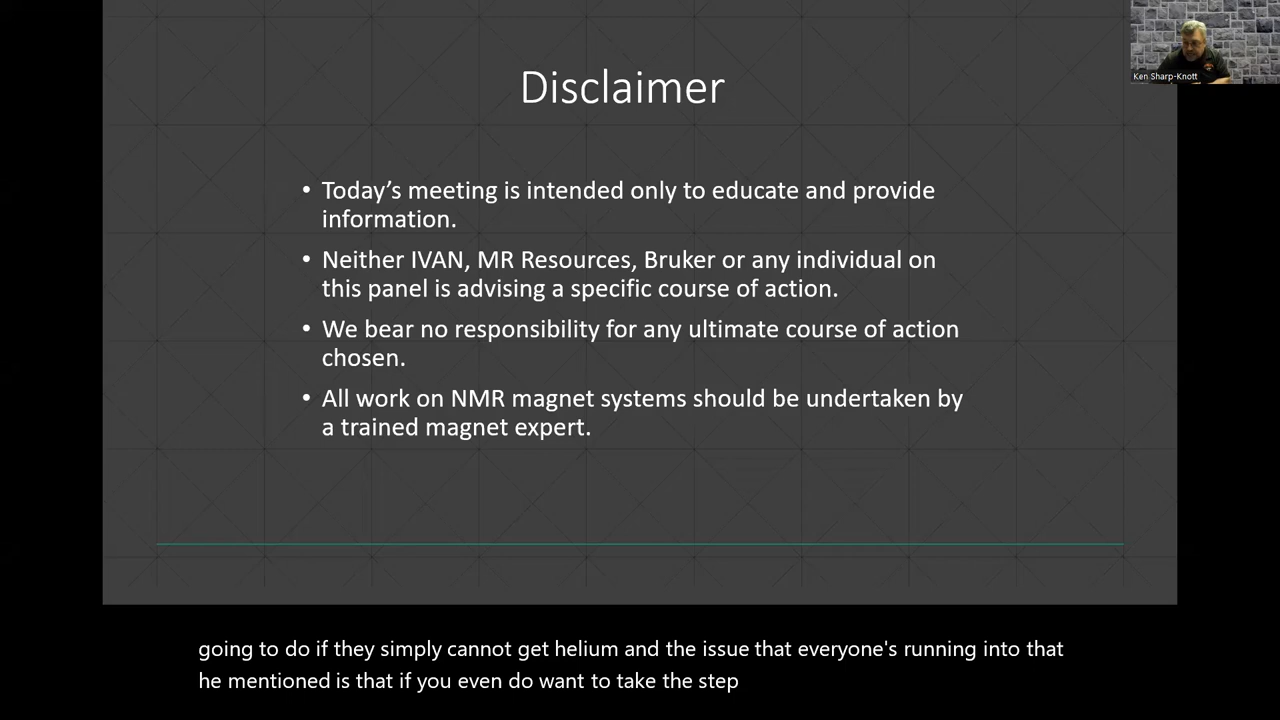 Disclaimer
Ken Sharp-Knott
• Today’s meeting is intended only to educate and provide
information.
• Neither IVAN, MR Resources, Bruker or any individual on
this panel is advising a specific course of action.
• We bear no responsibility for any ultimate course of action
chosen.
• All work on NMR magnet systems should be undertaken by
a trained magnet expert.
going to do if they simply cannot get helium and the issue that everyone's running into that
he mentioned is that if you even do want to take the step